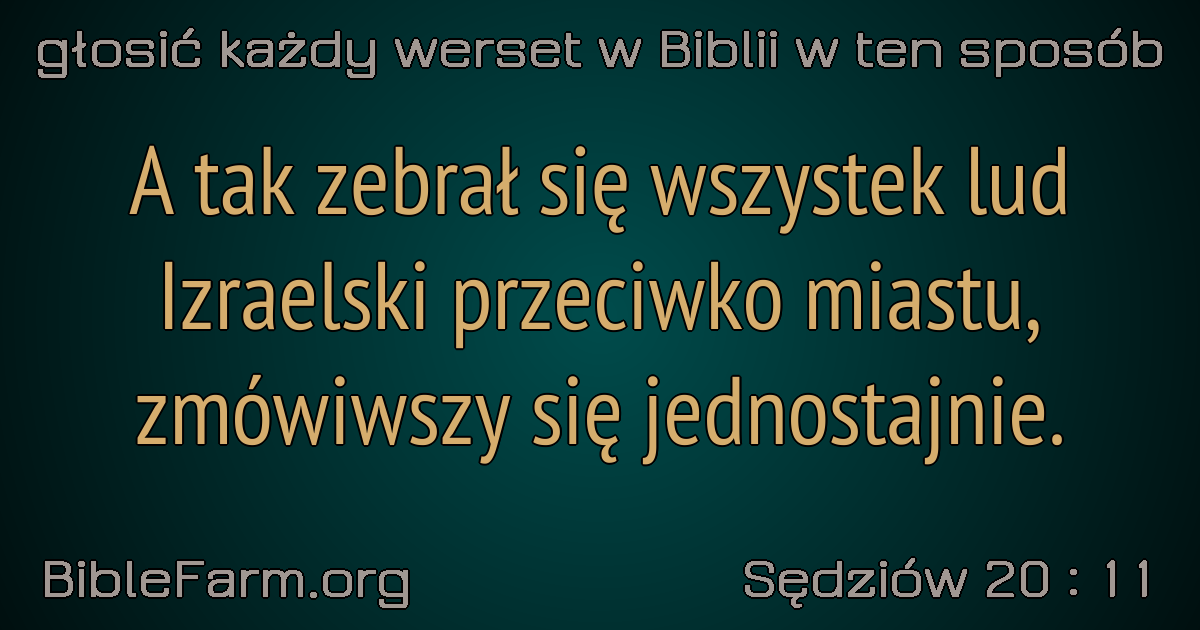 głosić każdy werset w Biblii w ten sposób
A tak zebrał się wszystek lud
Izraelski przeciwko miastu,
zmówiwszy się jednostajnie.
BibleFarm.org
Sędziów 20 : 11